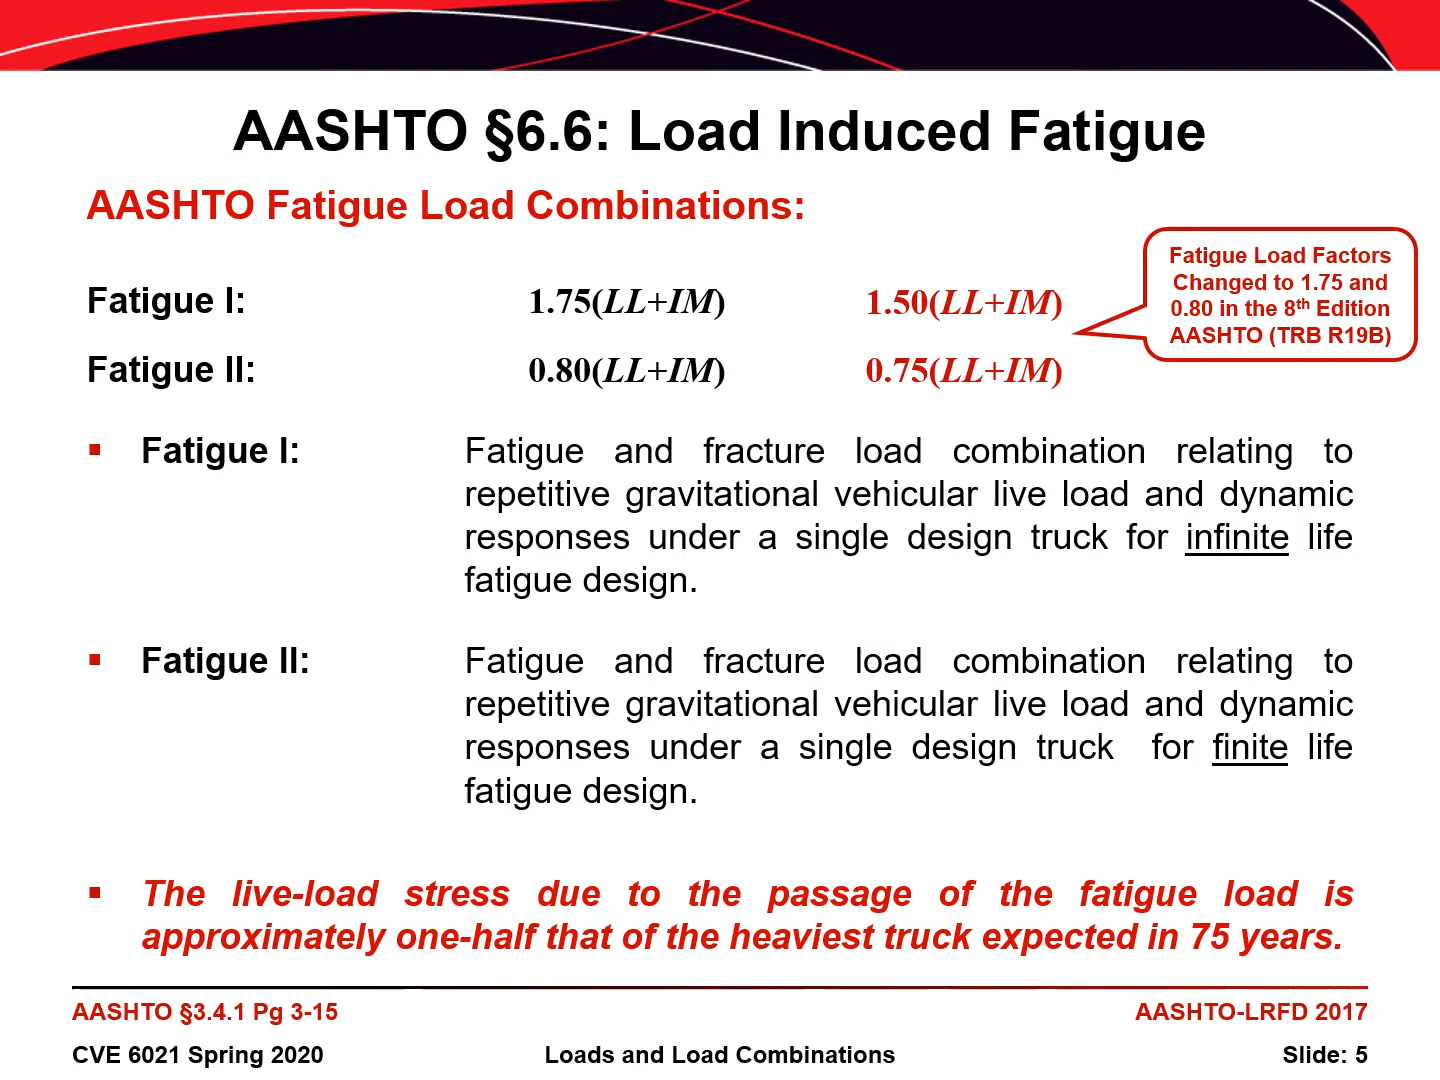 AASHTO §6.6: Load Induced Fatigue
AASHTO Fatigue Load Combinations:
Fatigue I: 1.75(LL+IM) 1.50(LL+IM)
Fatigue Load Factors
Changed to 1.75 and
0.80 in the 8th Edition
AASHTO (TRB R19B)
Fatigue II: 0.80(LL+IM) 0.75(LL+IM)
▪ Fatigue I: Fatigue and fracture load combination relating to
repetitive gravitational vehicular live load and dynamic
responses under a single design truck for infinite life
fatigue design.
▪ Fatigue II: Fatigue and fracture load combination relating to
repetitive gravitational vehicular live load and dynamic
responses under a single design truck for finite life
fatigue design.
▪ The live-load stress due to the passage of the fatigue load is
approximately one-half that of the heaviest truck expected in 75 years.
AASHTO §3.4.1 Pg 3-15 AASHTO-LRFD 2017
CVE 6021 Spring 2020 Loads and Load Combinations Slide: 5